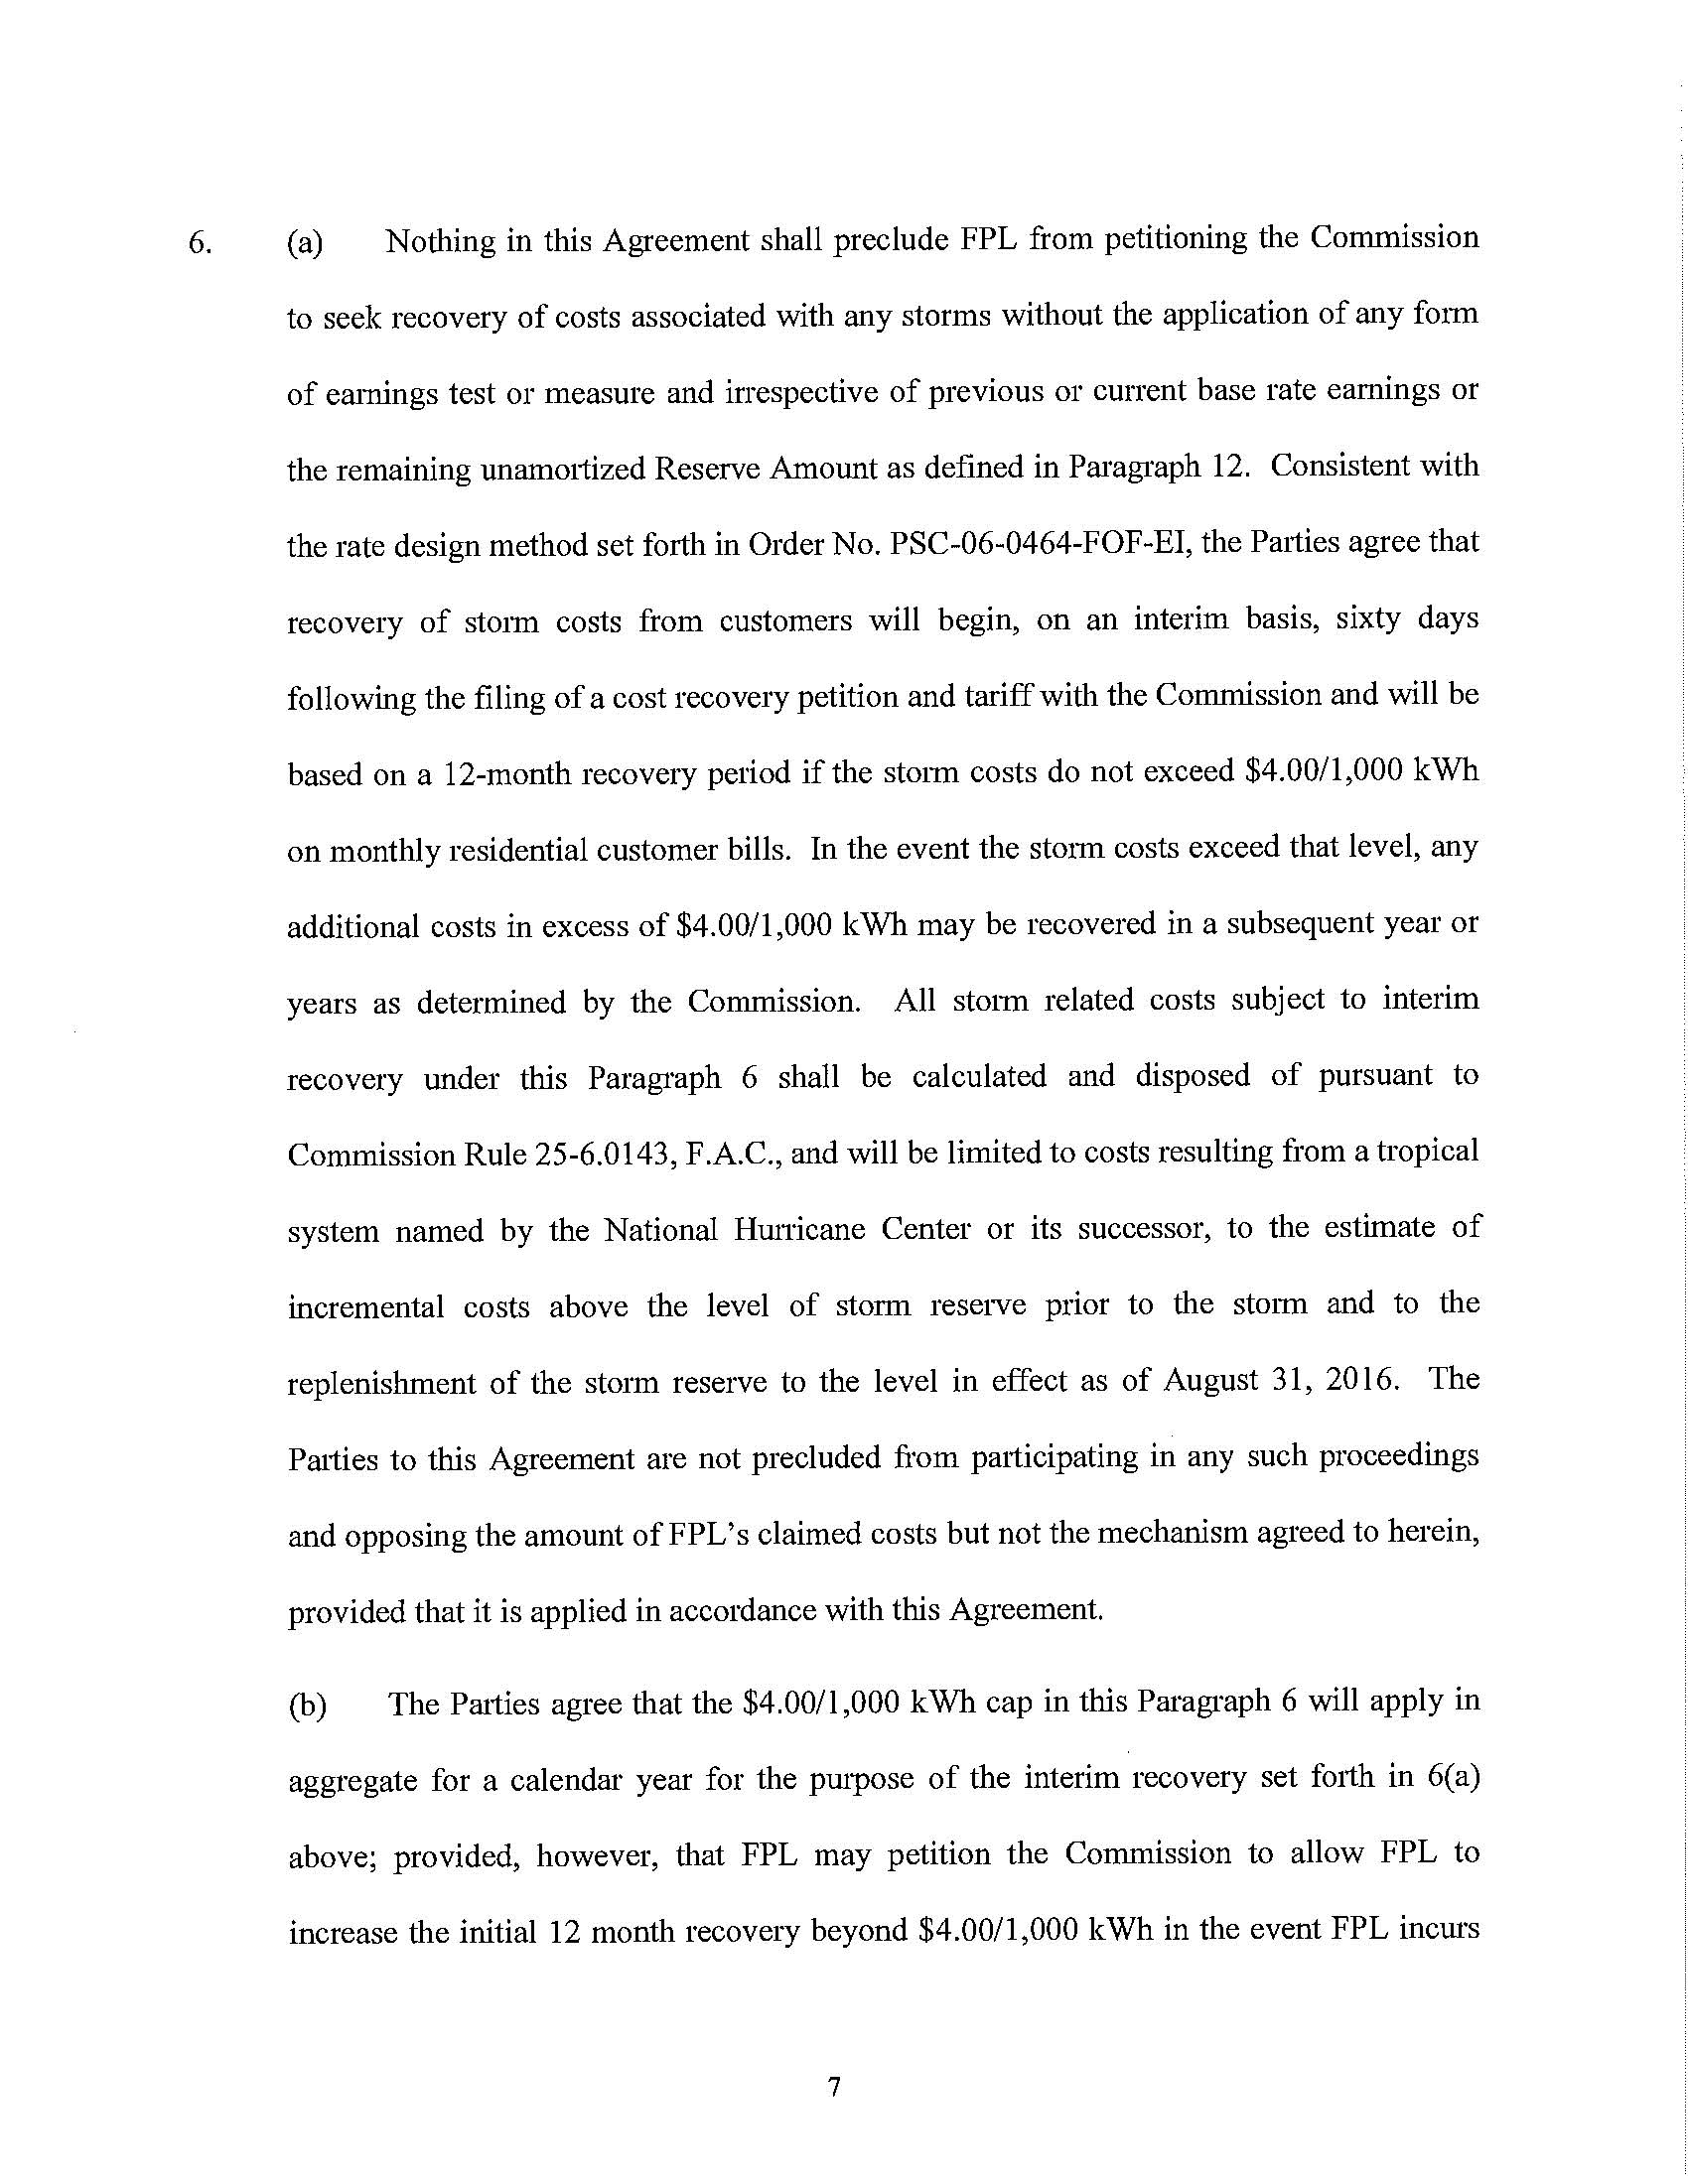 6. (a) Nothing in this Agreement shall preclude FPL from petitioning the Commission
to seek recovery of costs associated with any storms without the application of any form
of earnings test or measure and irrespective of previous or current base rate earnings or
the remaining unamortized Reserve Amount as defined in Paragraph 12. Consistent with
the rate design method set forth in Order No. PSC-06-0464-FOF-EI, the Parties agree that
recovery of storm costs from customers will begin, on an interim basis, sixty days
following the filing of a cost recovery petition and tariff with the Commission and will be
based on a 12-month recovery period if the storm costs do not exceed $4.00/1,000 kWh
on monthly residential customer bills. In the event the storm costs exceed that level, any
additional costs in excess of $4.00/1,000 kWh may be recovered in a subsequent year or
years as determined by the Commission. All storm related costs subject to interim
recovery under this Paragraph 6 shall be calculated and disposed of pursuant to
Commission Rule 25-6.0143, F.A.C., and will be limited to costs resulting from a tropical
system named by the National Hurricane Center or its successor, to the estimate of
incremental costs above the level of storm reserve prior to the storm and to the
replenishment of the storm reserve to the level in effect as of August 31, 2016. The
Parties to this Agreement are not precluded from participating in any such proceedings
and opposing the amount of FPL's claimed costs but not the mechanism agreed to herein,
provided that it is applied in accordance with this Agreement.
(b) The Parties agree that the $4.00/1,000 kWh cap in this Paragraph 6 will apply in
aggregate for a calendar year for the purpose of the interim recovery set forth in 6(a)
above; provided, however, that FPL may petition the Commission to allow FPL to
increase the initial 12 month recovery beyond $4.00/1,000 kWh in the event FPL incurs
7